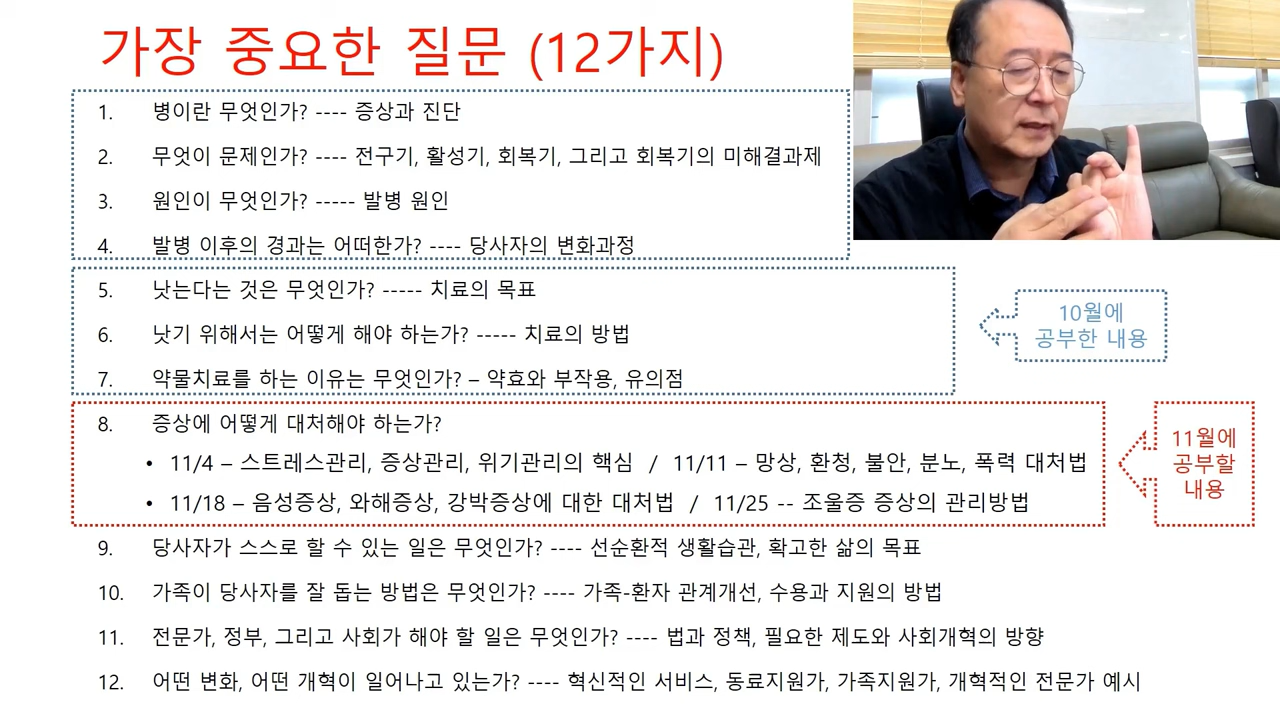 가장 중요한 질문 (12가지)
1. 병이란 무엇인가? ---- 증상과 진단
2. 무엇이 문제인가? ---- 전구기, 활성기, 회복기, 그리고 회복기의 미해결과제
3. 원인이 무엇인가? ----- 발병 원인
4. 발병 이후의 경과는 어떠한가? ---- 당사자의 변화과정
5. 낫는다는 것은 무엇인가? ----- 치료의 목표
6. 낫기 위해서는 어떻게 해야 하는가? ----- 치료의 방법
7. 약물치료를 하는 이유는 무엇인가? – 약효와 부작용, 유의점
10월에
공부한 내용
8. 증상에 어떻게 대처해야 하는가?
• 11/4 – 스트레스관리, 증상관리, 위기관리의 핵심 / 11/11 – 망상, 환청, 불안, 분노, 폭력 대처법
• 11/18 – 음성증상, 와해증상, 강박증상에 대한 대처법 / 11/25 -- 조울증 증상의 관리방법
11월에
공부할
내용
9. 당사자가 스스로 할 수 있는 일은 무엇인가? ---- 선순환적 생활습관, 확고한 삶의 목표
10. 가족이 당사자를 잘 돕는 방법은 무엇인가? ---- 가족-환자 관계개선, 수용과 지원의 방법
11. 전문가, 정부, 그리고 사회가 해야 할 일은 무엇인가? ---- 법과 정책, 필요한 제도와 사회개혁의 방향
12. 어떤 변화, 어떤 개혁이 일어나고 있는가? ---- 혁신적인 서비스, 동료지원가, 가족지원가, 개혁적인 전문가 예시